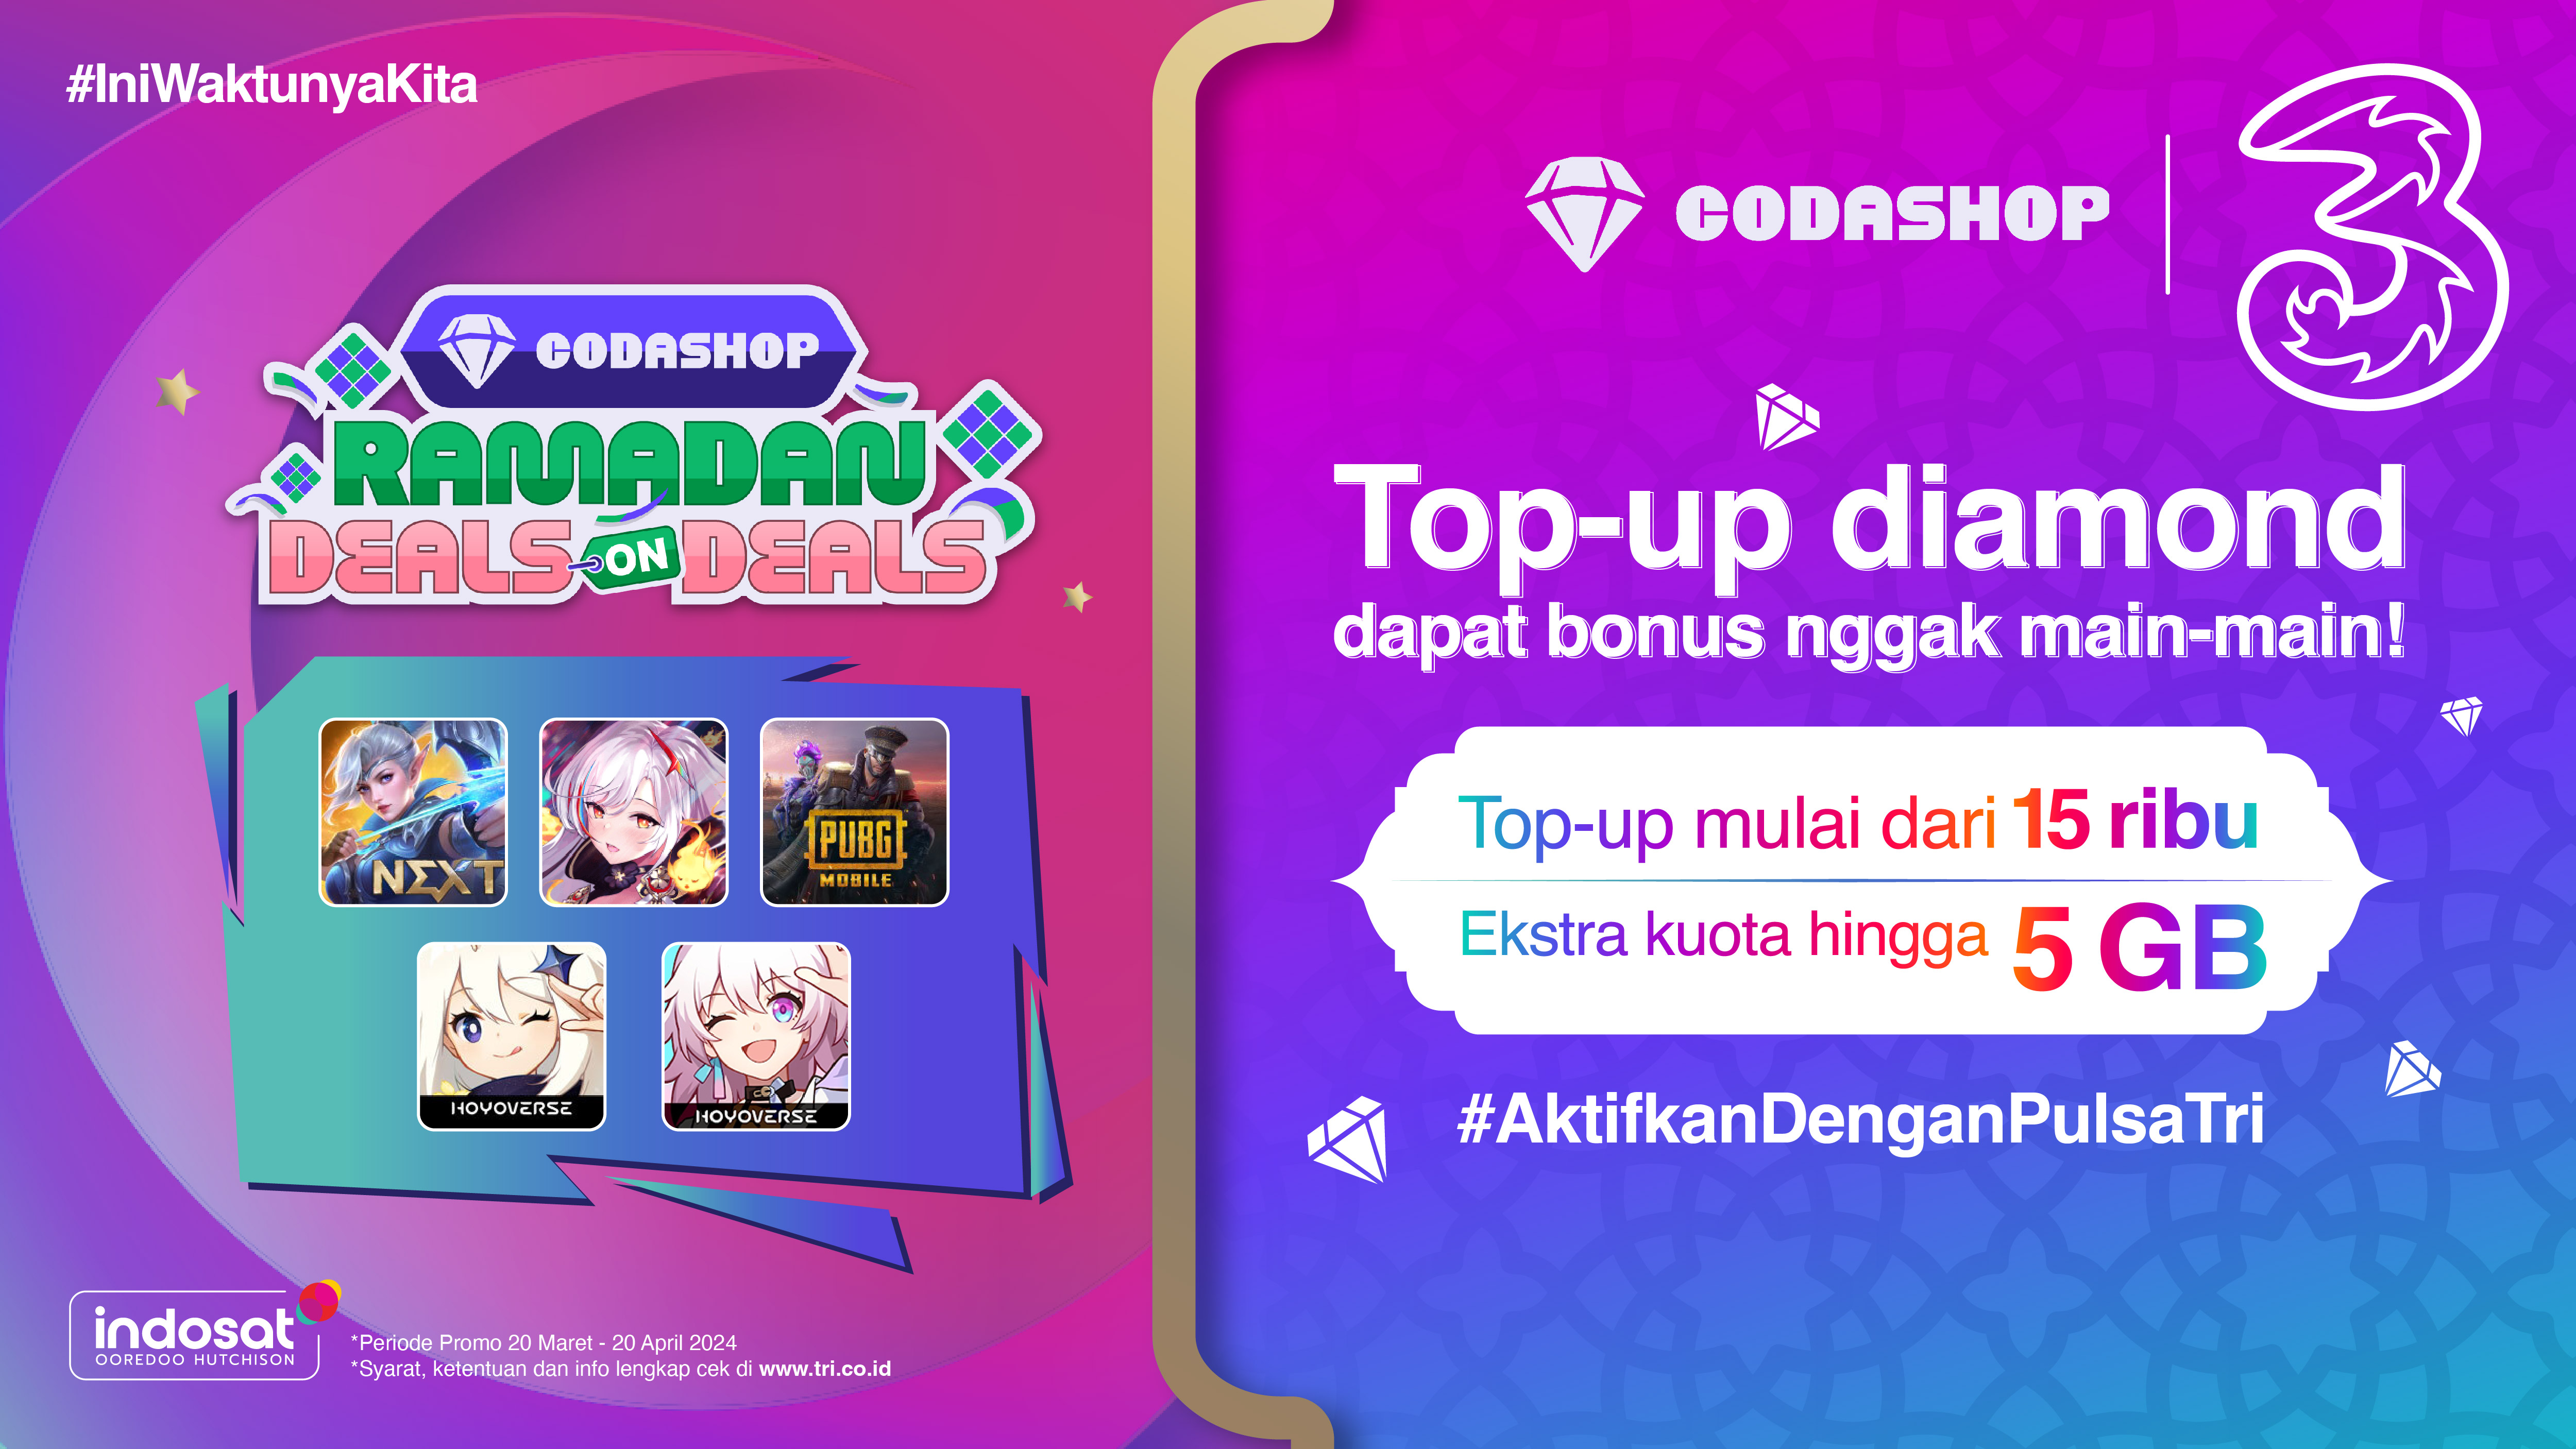 #IniWaktunyaKita
CODASHOP
RAMADAN
DEALS ON DEALS
NEXT
PUBG
MOBILE
HOYOVERSE
HOYOVERSE
indosat
OOREDOO HUTCHISON
*Periode Promo 20 Maret - 20 April 2024
*Syarat, ketentuan dan info lengkap cek di www.tri.co.id
CODASHOP
3
Top-up diamond
dapat bonus nggak main-main!
Top-up mulai dari 15 ribu
Ekstra kuota hingga 5 GB
#AktifkanDenganPulsaTri